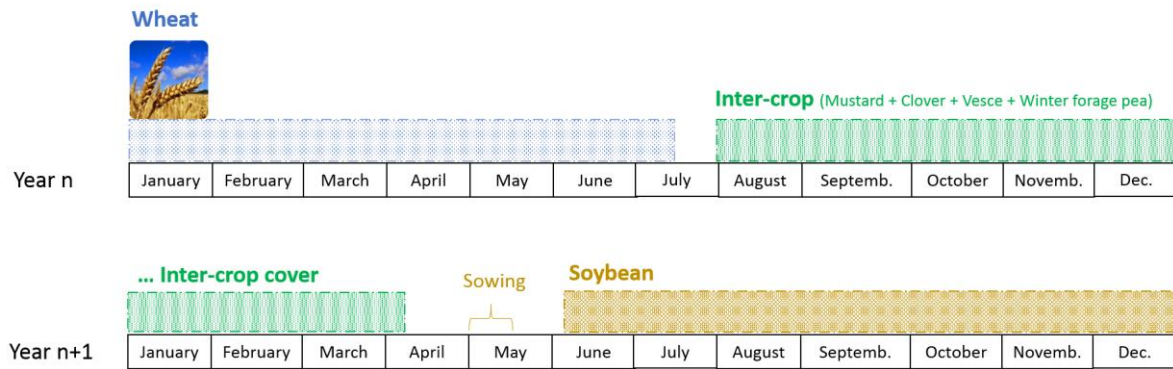 Wheat
Inter-crop (Mustard + Clover + Vesce + Winter forage pea)
Year n
January February March April May June July August Septemb. October Novemb. Dec.
... Inter-crop cover
Sowing
Soybean
Year n+1
January February March April May June July August Septemb. October Novemb. Dec.